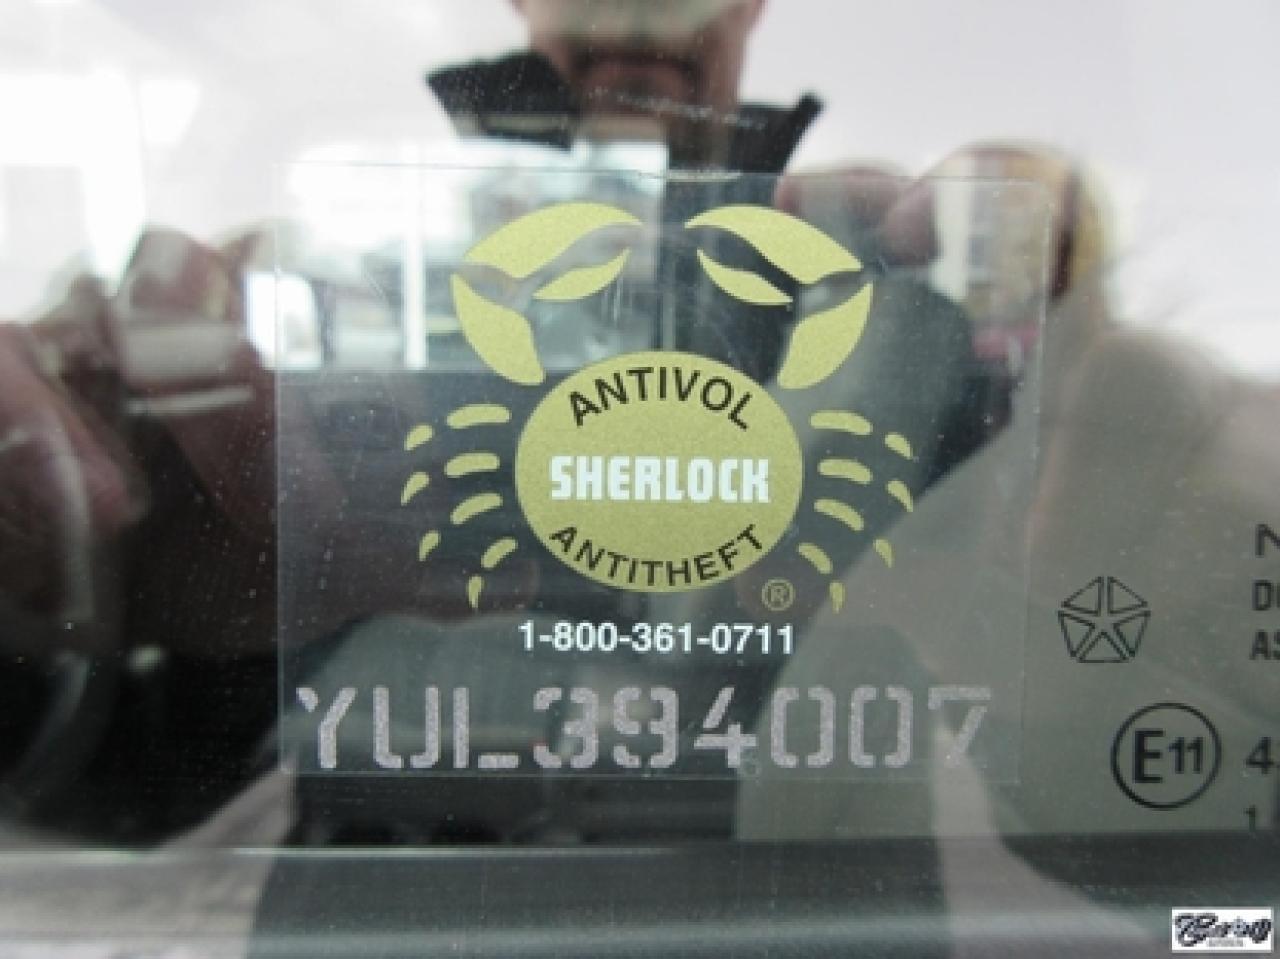 ANTIVOL
SHERLOCK
ANTITHEFT
®
1-800-361-0711
YUL394007
E11